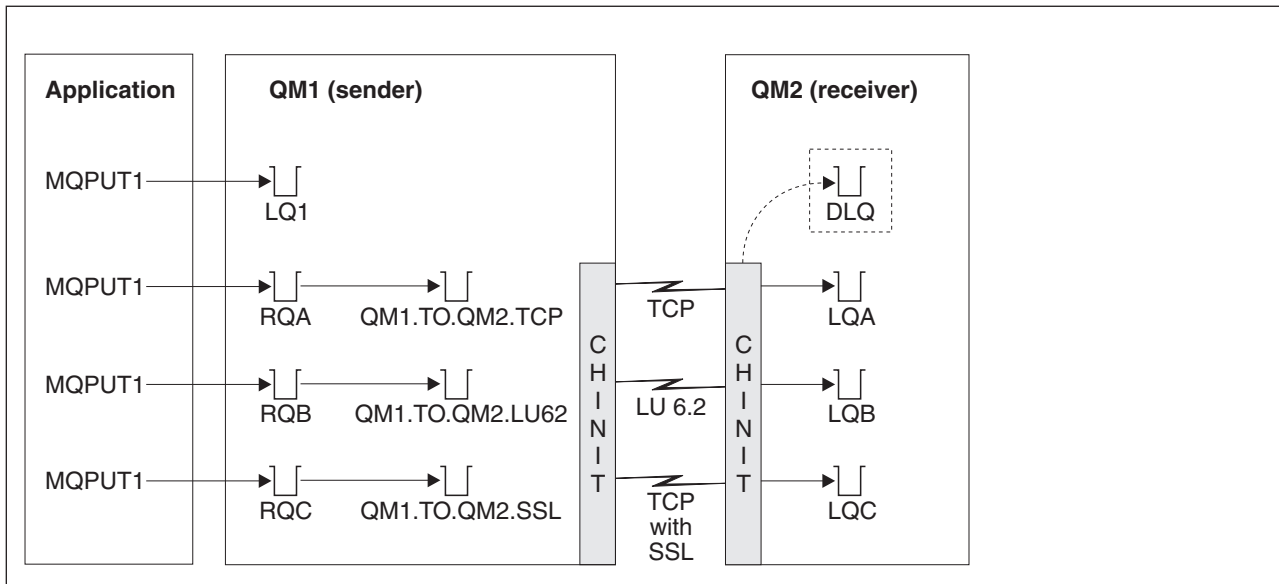 Application
QM1 (sender)
QM2 (receiver)
MQPUT1
LQ1
DLQ
MQPUT1
RQA
QM1.TO.QM2.TCP
TCP
LQA
MQPUT1
RQB
QM1.TO.QM2.LU62
LU 6.2
LQB
MQPUT1
RQC
QM1.TO.QM2.SSL
TCP
with
SSL
LQC
C
H
I
N
I
T
C
H
I
N
I
T